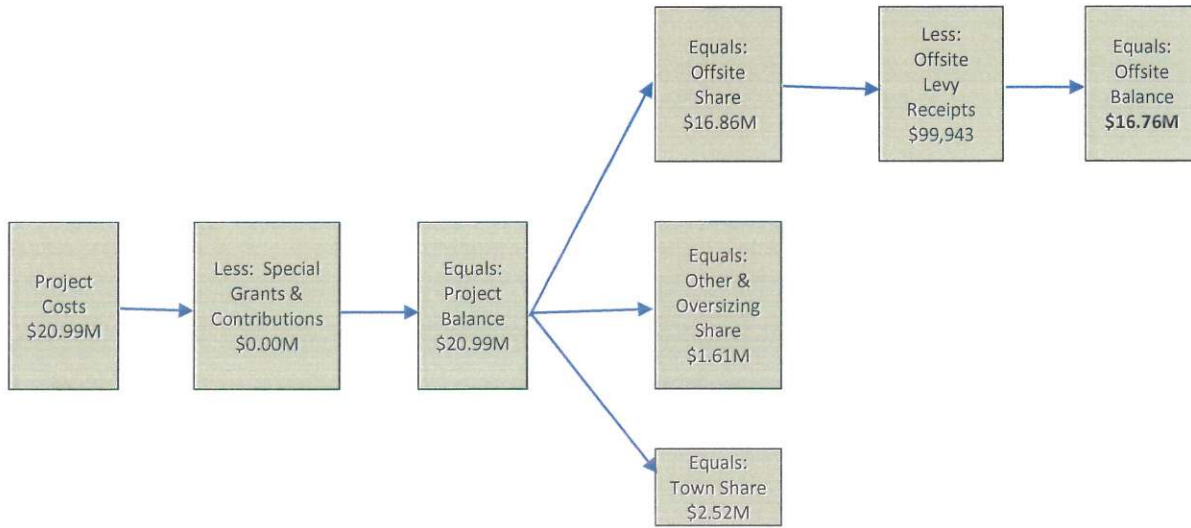 Project
Costs
$20.99M
Less: Special
Grants &
Contributions
$0.00M
Equals:
Project
Balance
$20.99M
Equals:
Offsite
Share
$16.86M
Less:
Offsite
Levy
Receipts
$99,943
Equals:
Offsite
Balance
$16.76M
Equals:
Other &
Oversizing
Share
$1.61M
Equals:
Town Share
$2.52M